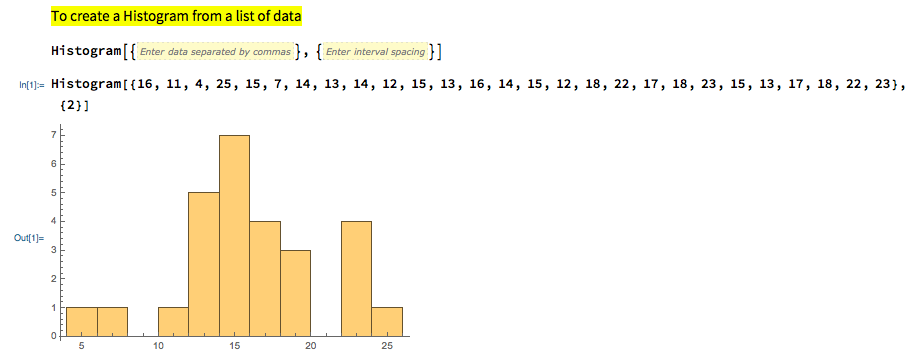 To create a Histogram from a list of data
Histogram[{Enter data separated by commas}, {Enter interval spacing}]
In[1]:= Histogram[{16, 11, 4, 25, 15, 7, 14, 13, 14, 12, 15, 13, 16, 14, 15, 12, 18, 22, 17, 18, 23, 15, 13, 17, 18, 22, 23},
{2}]
7
6
5
4
Out[1]=
3
2
1
0
5 10 15 20 25